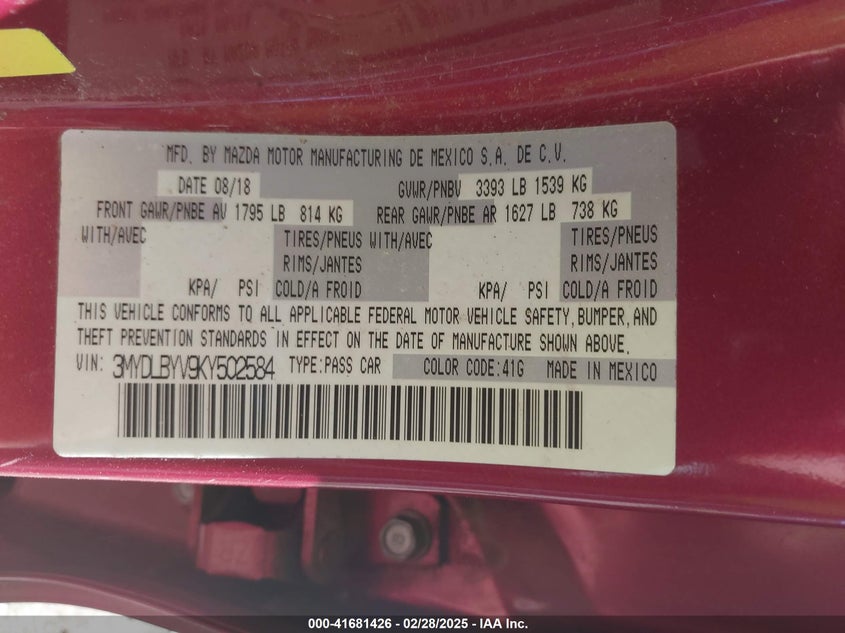 MFD. BY MAZDA MOTOR MANUFACTURING DE MEXICO S.A. DE C.V.
DATE 08/18 GVWR/PNBV 3393 LB 1539 KG
FRONT GAWR/PNBE AV 1795 LB 814 KG REAR GAWR/PNBE AR 1627 LB 738 KG
WITH/AVEC TIRES/PNEUS WITH/AVEC TIRES/PNEUS
RIMS/JANTES RIMS/JANTES
KPA/ PSI COLD/A FROID KPA/ PSI COLD/A FROID
THIS VEHICLE CONFORMS TO ALL APPLICABLE FEDERAL MOTOR VEHICLE SAFETY, BUMPER, AND
THEFT PREVENTION STANDARDS IN EFFECT ON THE DATE OF MANUFACTURE SHOWN ABOVE.
VIN: 3MYDLBYV9KY502584 TYPE:PASS CAR COLOR CODE:41G MADE IN MEXICO
000-41681426 / 02/28/2025 - IAA Inc.